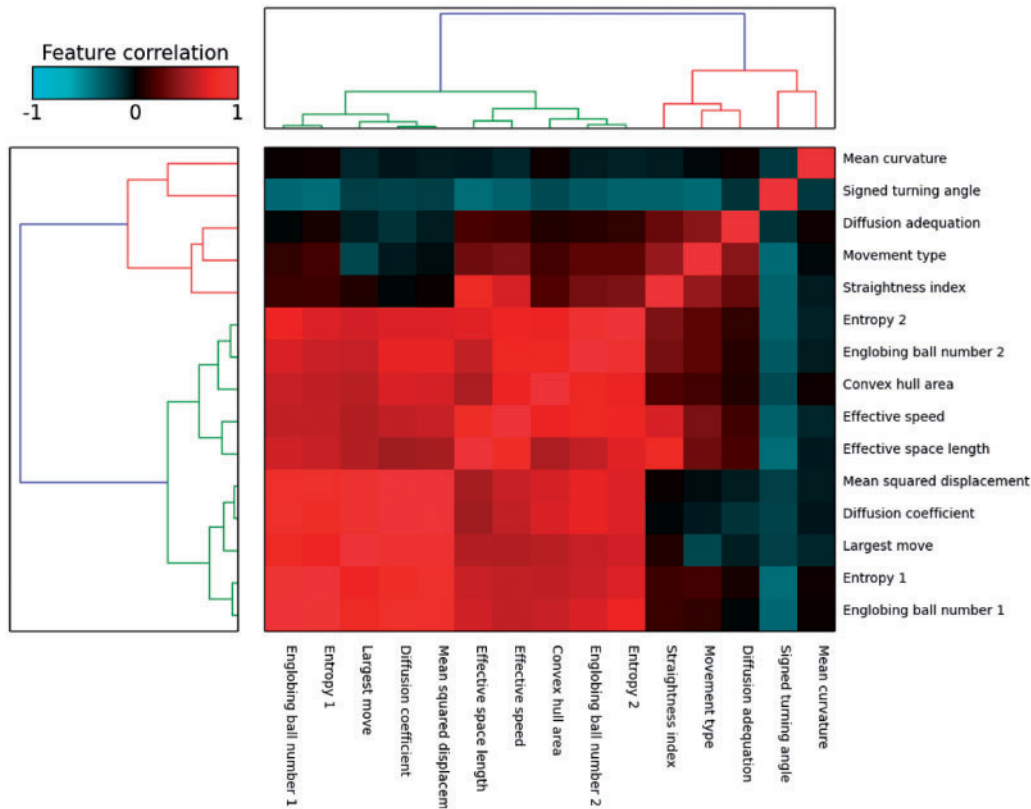 Feature correlation
-1 0 1
Mean curvature
Signed turning angle
Diffusion adequation
Movement type
Straightness index
Entropy 2
Englobing ball number 2
Convex hull area
Effective speed
Effective space length
Mean squared displacement
Diffusion coefficient
Largest move
Entropy 1
Englobing ball number 1
Englobing ball number 1
Entropy 1
Largest move
Diffusion coefficient
Mean squared displacem
Effective space length
Effective speed
Convex hull area
Englobing ball number 2
Entropy 2
Straightness index
Movement type
Diffusion adequation
Signed turning angle
Mean curvature